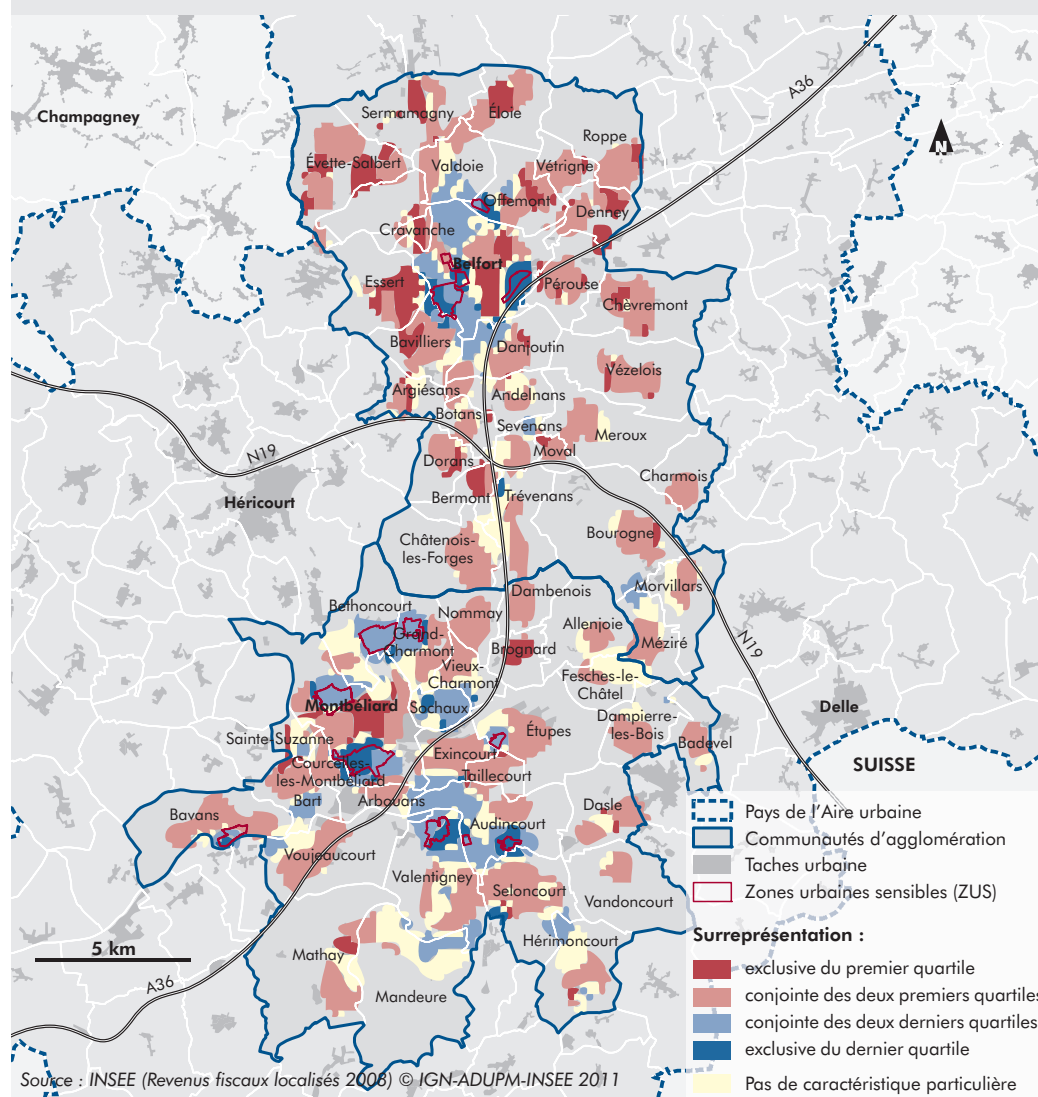 A36
Champagney
Sermamagny
Éloie
Roppe
N
Évette-Salbert
Valdoie
Vétrigne
Offemont
Denney
Cravanche
Belfort
Essert
Pérouse
Chèvremont
Bavilliers
Danjoutin
Vézelois
Argiésans
Andelnans
Botans
Sevenans
Meroux
N19
Moval
Dorans
Charmois
Héricourt
Bermont
Trévenans
Bourogne
Châtenois-
les-Forges
Morvillars
Dambenois
Bethoncourt
Nommay
Allenjoie
Grand-
Charmont
Méziré
N19
Brognard
Vieux-
Charmont
Fesches-le-
Châtel
Montbéliard
Sochaux
Delle
Dampierre-
les-Bois
Étupes
Sainte-Suzanne
Badevel
Exincourt
SUISSE
Courcelles-
les-Montbéliard
Taillecourt
Bart
Arbouans
Dasle
Bavans
Audincourt
Voujeaucourt
Valentigney
Seloncourt
Vandoncourt
Hérimoncourt
5 km
Mathay
A36
Mandeure
Pays de l'Aire urbaine
Communautés d'agglomération
Taches urbaine
Zones urbaines sensibles (ZUS)
Surreprésentation :
exclusive du premier quartile
conjointe des deux premiers quartiles
conjointe des deux derniers quartiles
exclusive du dernier quartile
Pas de caractéristique particulière
Source : INSEE (Revenus fiscaux localisés 2008) © IGN-ADUPM-INSEE 2011